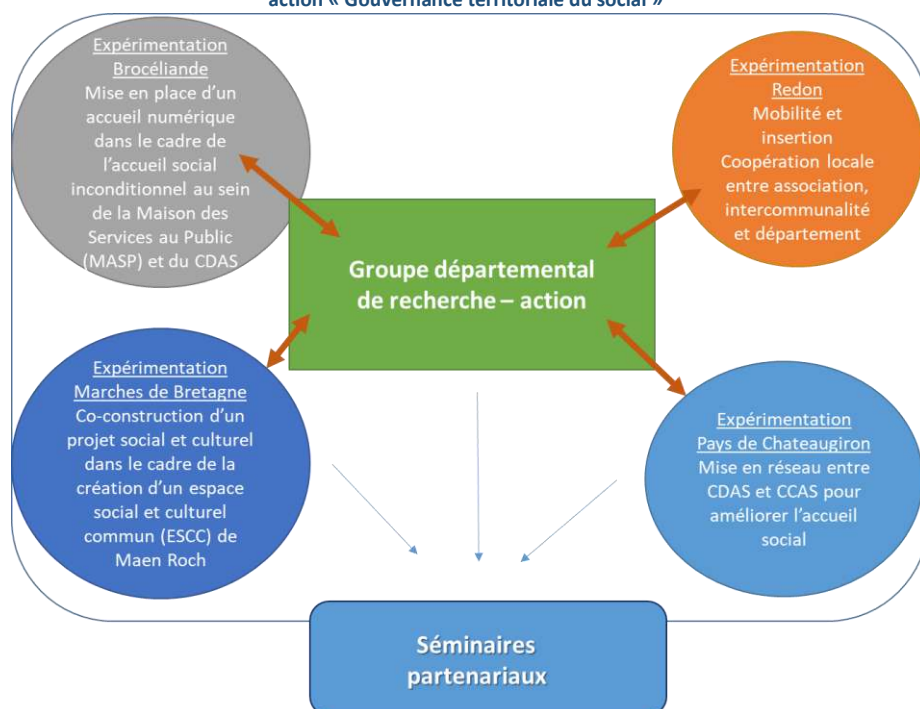 action « Gouvernance territoriale du social »
Expérimentation
Brocéliande
Mise en place d'un
accueil numérique
dans le cadre de
l'accueil social
inconditionnel au sein
de la Maison des
Services au Public
(MASP) et du CDAS
Expérimentation
Redon
Mobilité et
insertion
Coopération locale
entre association,
intercommunalité
et département
Groupe départemental
de recherche – action
Expérimentation
Marches de Bretagne
Co-construction d'un
projet social et culturel
dans le cadre de la
création d'un espace
social et culturel
commun (ESCC) de
Maen Roch
Expérimentation
Pays de Chateaugiron
Mise en réseau entre
CDAS et CCAS pour
améliorer l'accueil
social
Séminaires
partenariaux